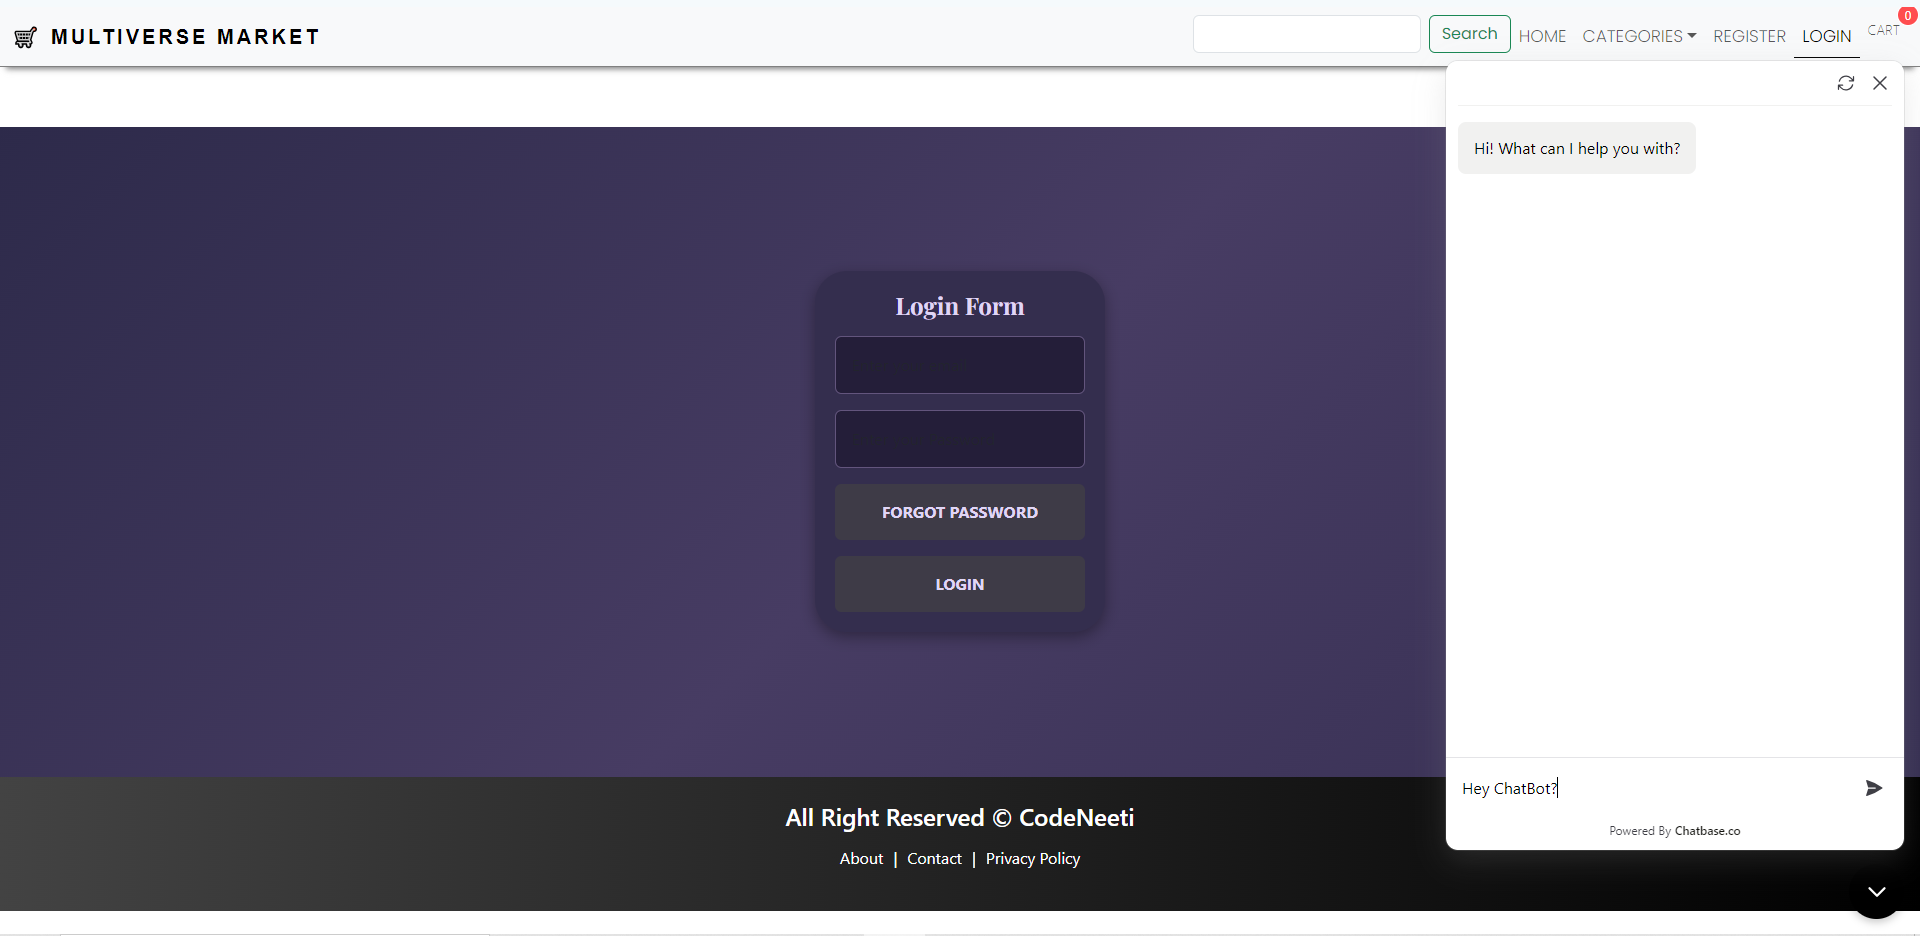 MULTIVERSE MARKET
Search
HOME
CATEGORIES
REGISTER
LOGIN
CART
0
Hi! What can I help you with?
Login Form
FORGOT PASSWORD
LOGIN
Hey ChatBot?
Powered By Chatbase.co
All Right Reserved © CodeNeeti
About | Contact | Privacy Policy